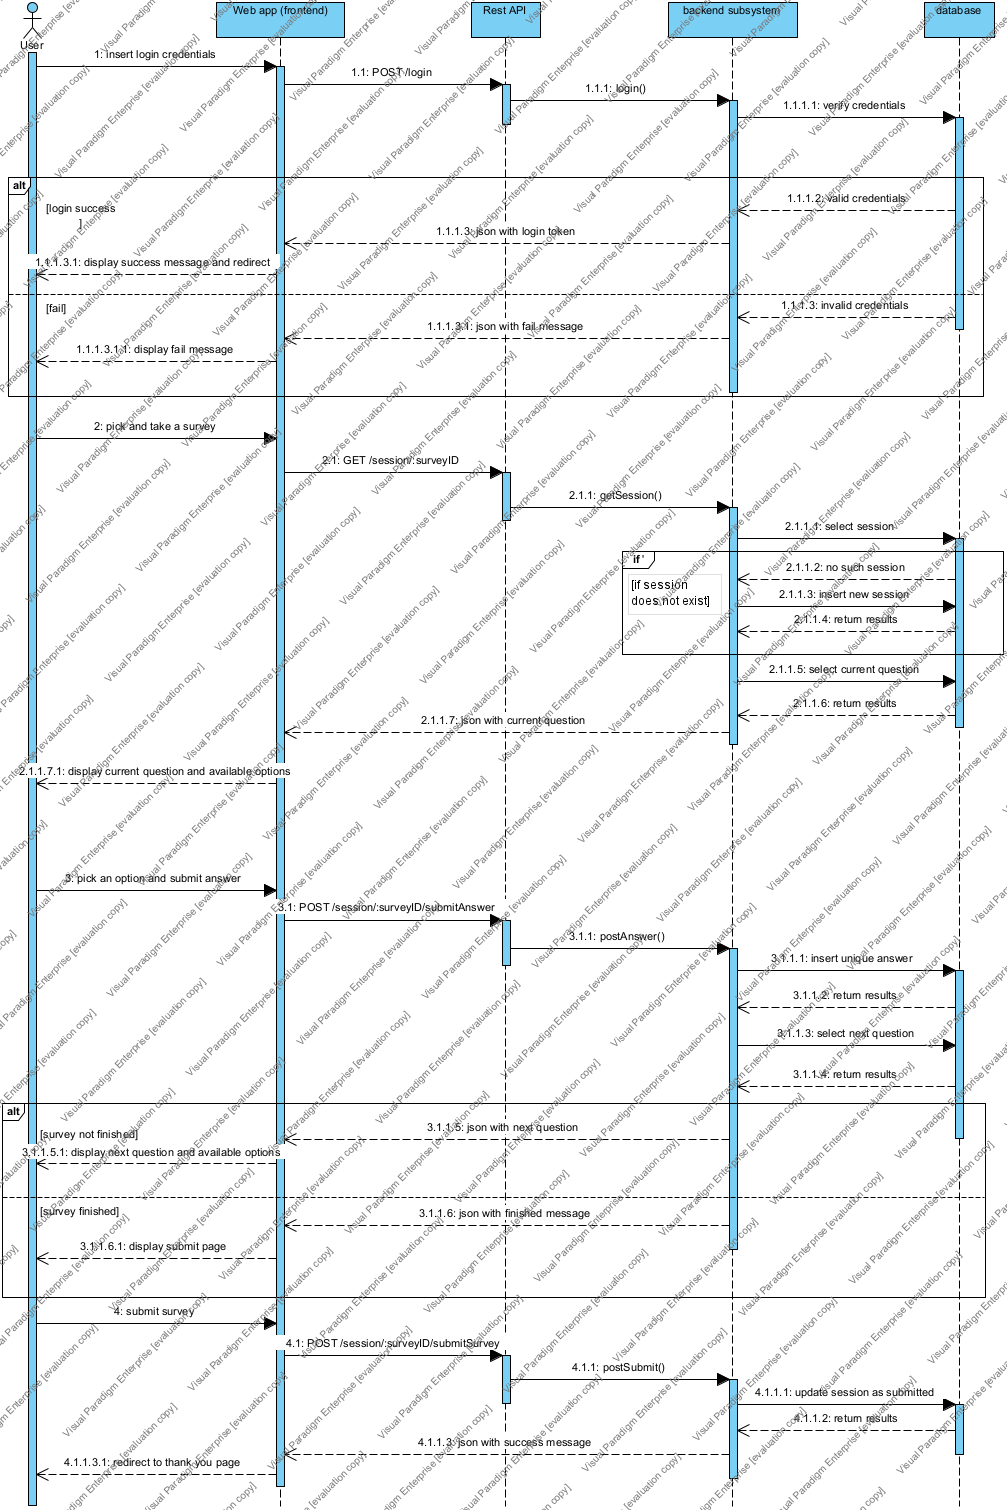 User
Web app (frontend)
Rest API
backend subsystem
database
1: insert login credentials
1.1: POST /login
1.1.1: login()
1.1.1.1: verify credentials
alt
[login success
]
1.1.1.2: valid credentials
1.1.1.3: json with login token
1.1.1.3.1: display success message and redirect
[fail]
1.1.1.3: invalid credentials
1.1.1.3.1: json with fail message
1.1.1.3.1.1: display fail message
2: pick and take a survey
2.1: GET /session/:surveyID
2.1.1: getSession()
2.1.1.1: select session
if '
[if session
does not exist]
2.1.1.2: no such session
2.1.1.3: insert new session
2.1.1.4: return results
2.1.1.5: select current question
2.1.1.6: return results
2.1.1.7: json with current question
2.1.1.7.1: display current question and available options
3: pick an option and submit answer
3.1: POST /session/:surveyID/submitAnswer
3.1.1: postAnswer()
3.1.1.1: insert unique answer
3.1.1.2: return results
3.1.1.3: select next question
3.1.1.4: return results
alt
[survey not finished]
3.1.1.5: json with next question
3.1.1.5.1: display next question and available options
[survey finished]
3.1.1.6: json with finished message
3.1.1.6.1: display submit page
4: submit survey
4.1: POST /session/:surveyID/submitSurvey
4.1.1: postSubmit()
4.1.1.1: update session as submitted
4.1.1.2: return results
4.1.1.3: json with success message
4.1.1.3.1: redirect to thank you page
Visual Paradigm Enterprise [evaluation copy]